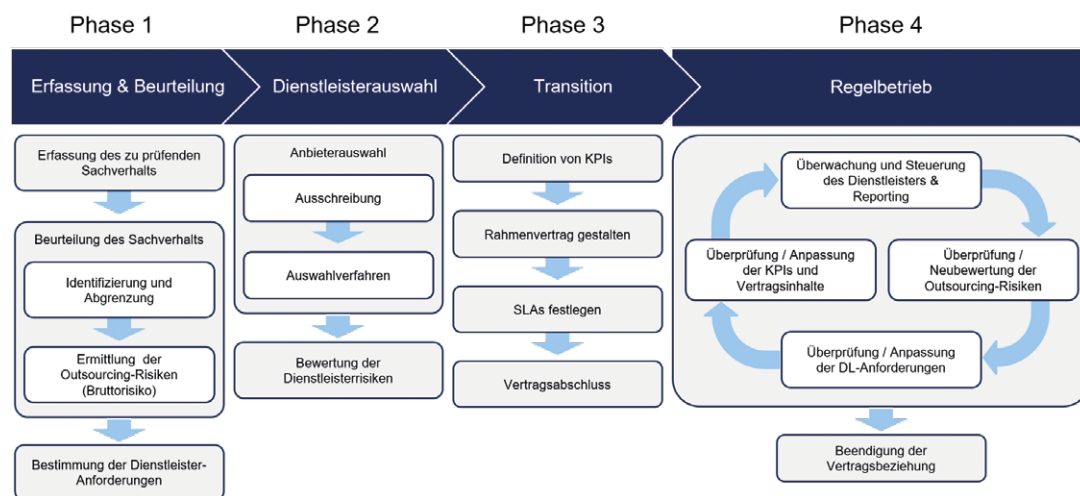 Phase 1
Phase 2
Phase 3
Phase 4
Erfassung & Beurteilung
Dienstleisterauswahl
Transition
Regelbetrieb
Erfassung des zu prüfenden
Sachverhalts
Beurteilung des Sachverhalts
Identifizierung und
Abgrenzung
Ermittlung der
Outsourcing-Risiken
(Bruttorisiko)
Bestimmung der Dienstleister-
Anforderungen
Anbieterauswahl
Ausschreibung
Auswahlverfahren
Bewertung der
Dienstleisterrisiken
Definition von KPIs
Rahmenvertrag gestalten
SLAs festlegen
Vertragsabschluss
Überwachung und Steuerung
des Dienstleisters &
Reporting
Überprüfung /
Neubewertung der
Outsourcing-Risiken
Überprüfung / Anpassung
der DL-Anforderungen
Überprüfung / Anpassung
der KPIs und
Vertragsinhalte
Beendigung der
Vertragsbeziehung